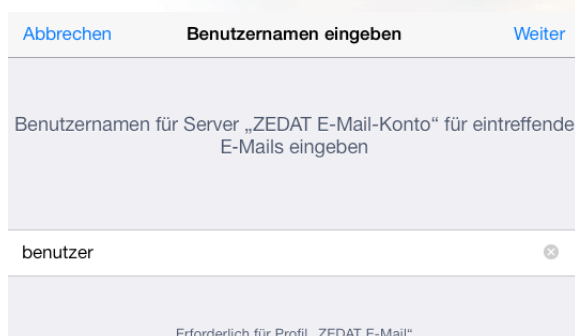 Abbrechen Benutzernamen eingeben Weiter
Benutzernamen für Server „ZEDAT E-Mail-Konto“ für eintreffende
E-Mails eingeben
benutzer
Erforderlich für Profil „ZEDAT E-Mail“